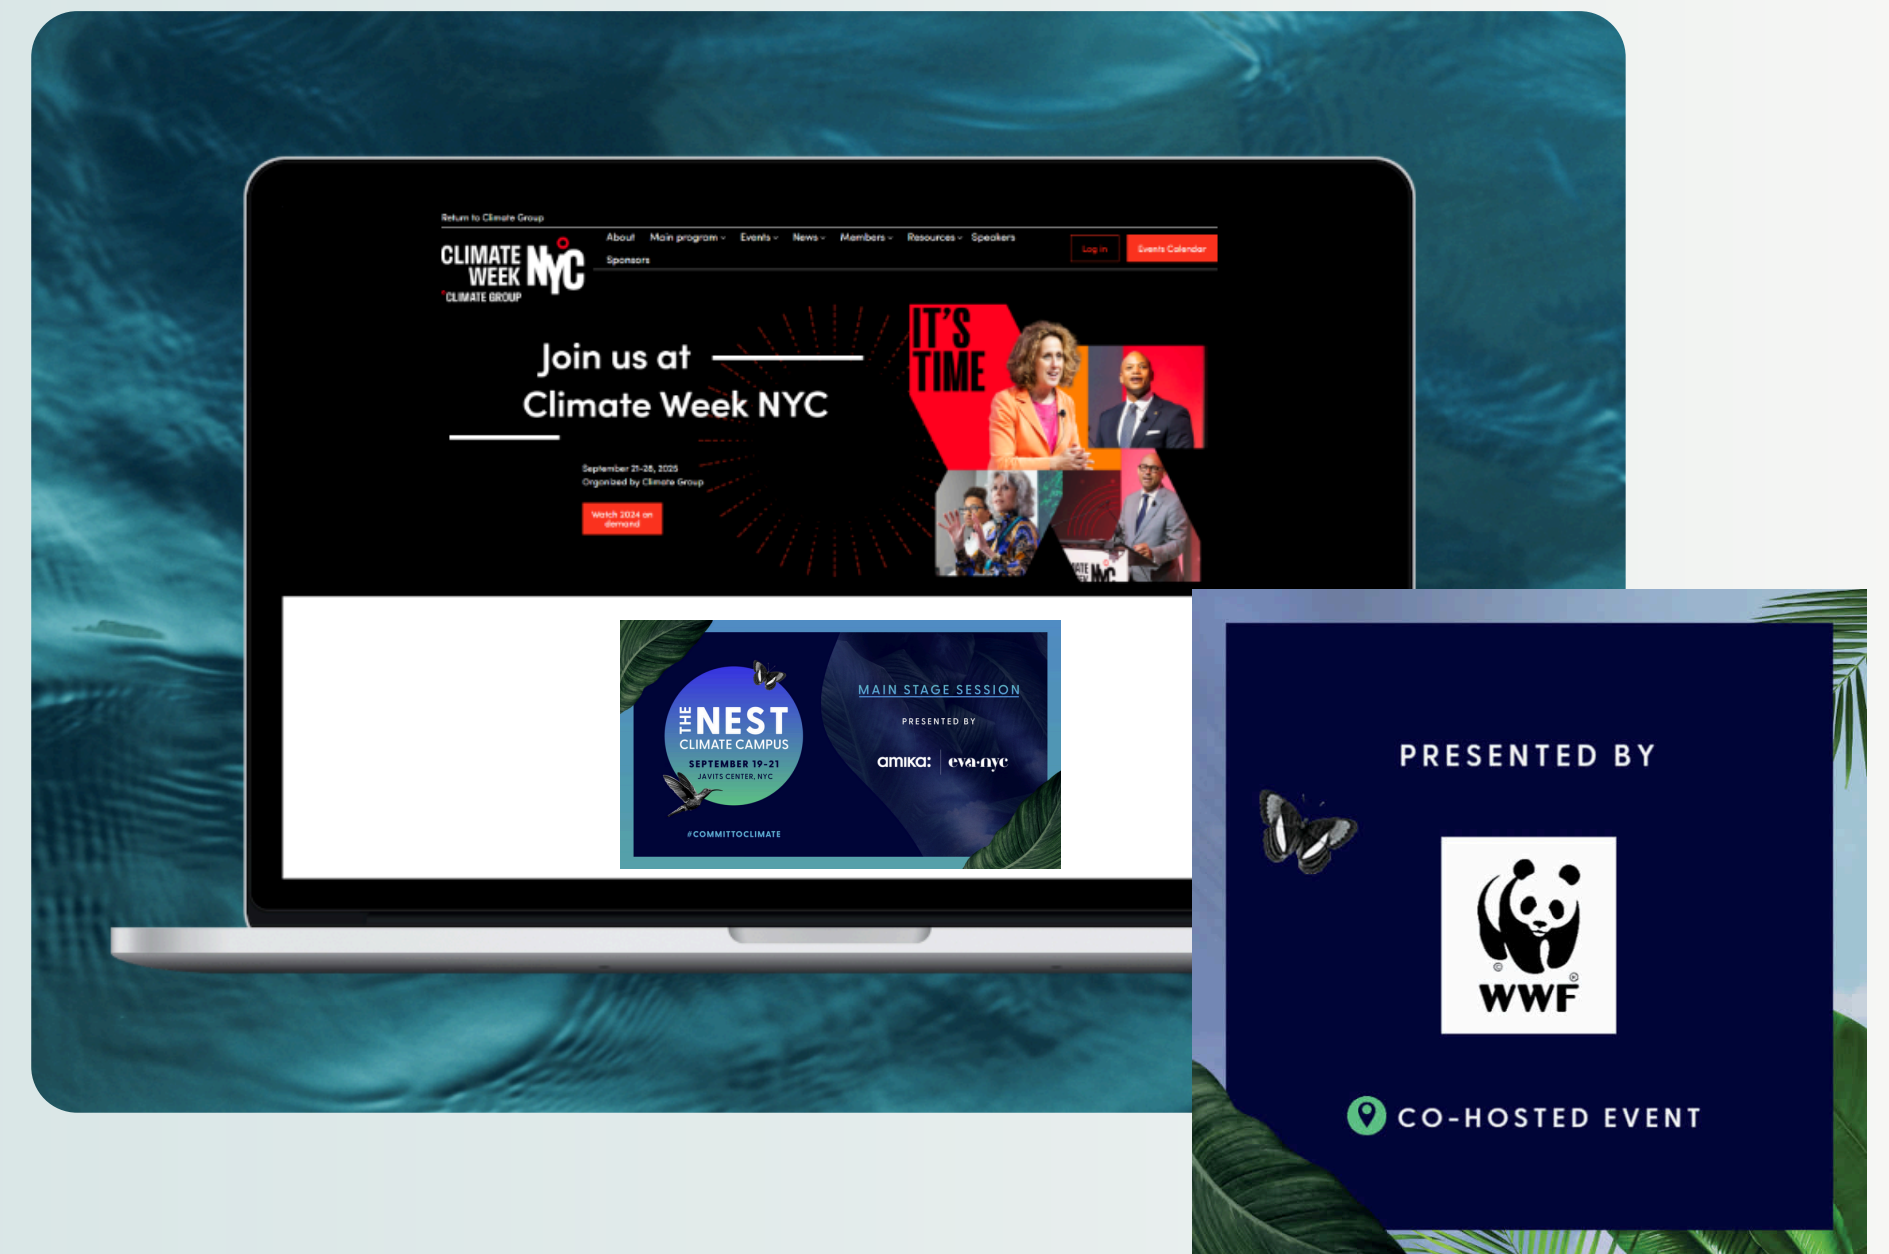 Return to Climate Group
CLIMATE
WEEK
NYC
°CLIMATE GROUP
About Main program Events News Members Resources Speakers
Sponsors
Log in
Events Calendar
Join us at
Climate Week NYC
September 21-28, 2025
Organized by Climate Group
Watch 2024 on
demand
IT'S
TIME
NYC
THE
NEST
CLIMATE CAMPUS
SEPTEMBER 19-21
JAVITS CENTER, NYC
#COMMITTOCLIMATE
MAIN STAGE SESSION
PRESENTED BY
amika:
eva·nyc
PRESENTED BY
©
®
WWF
CO-HOSTED EVENT